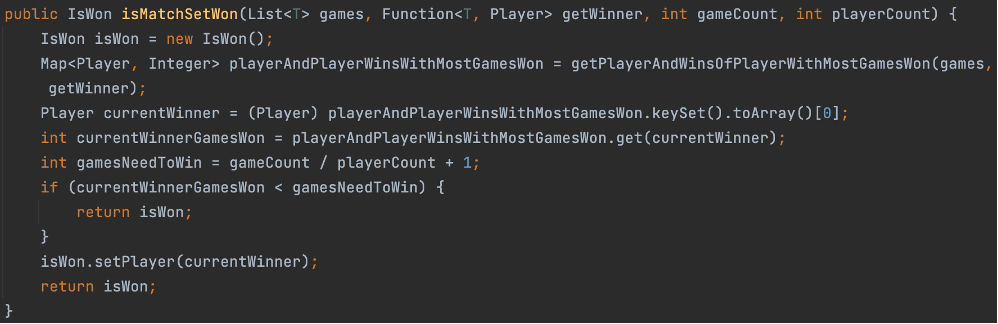 public IsWon isMatchSetWon(List<T> games, Function<T, Player> getWinner, int gameCount, int playerCount) {
    IsWon isWon = new IsWon();
    Map<Player, Integer> playerAndPlayerWinsWithMostGamesWon = getPlayerAndWinsOfPlayerWithMostGamesWon(games,
     getWinner);
    Player currentWinner = (Player) playerAndPlayerWinsWithMostGamesWon.keySet().toArray()[0];
    int currentWinnerGamesWon = playerAndPlayerWinsWithMostGamesWon.get(currentWinner);
    int gamesNeedToWin = gameCount / playerCount + 1;
    if (currentWinnerGamesWon < gamesNeedToWin) {
        return isWon;
    }
    isWon.setPlayer(currentWinner);
    return isWon;
}